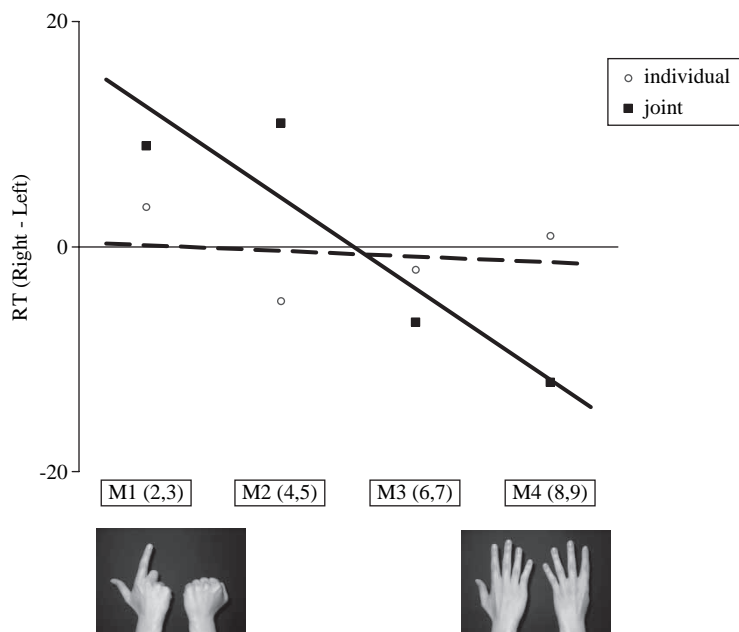 20
individual
joint
0
RT (Right - Left)
-20
M1 (2,3) M2 (4,5) M3 (6,7) M4 (8,9)